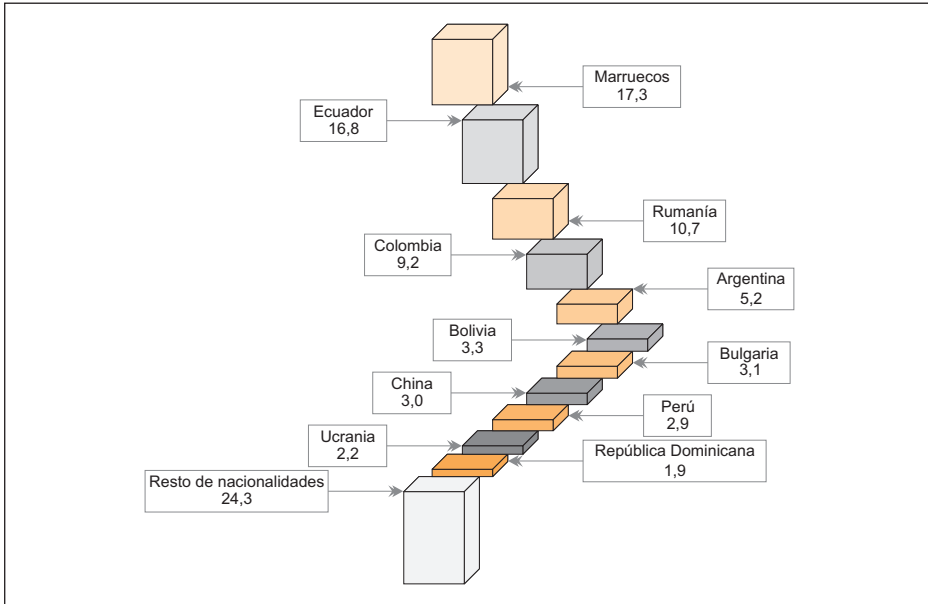 Marruecos
17,3
Ecuador
16,8
Rumanía
10,7
Colombia
9,2
Argentina
5,2
Bolivia
3,3
Bulgaria
3,1
China
3,0
Perú
2,9
Ucrania
2,2
República Dominicana
1,9
Resto de nacionalidades
24,3